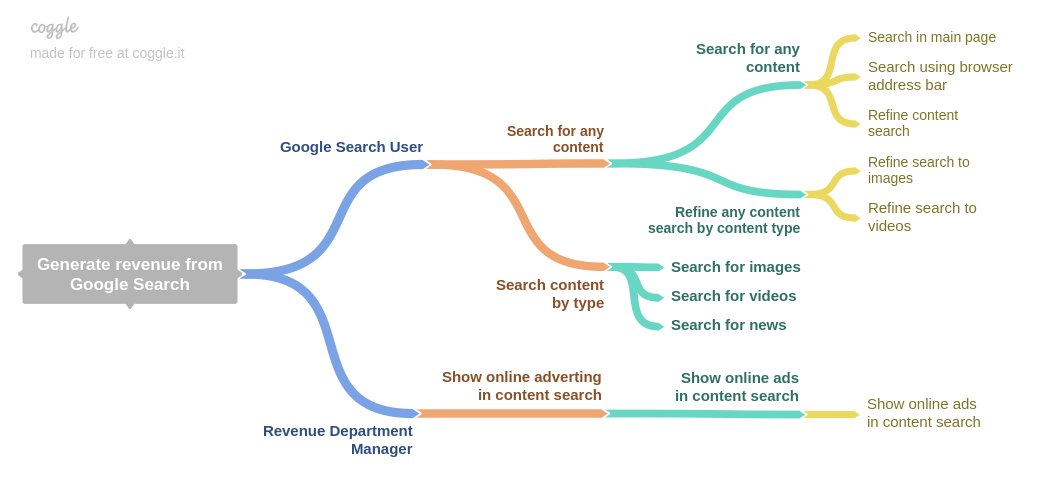 coggle
made for free at coggle.it
Generate revenue from
Google Search
Google Search User
Search for any
content
Search for any
content
Search in main page
Search using browser
address bar
Refine content
search
Refine any content
search by content type
Refine search to
images
Refine search to
videos
Search content
by type
Search for images
Search for videos
Search for news
Revenue Department
Manager
Show online adverting
in content search
Show online ads
in content search
Show online ads
in content search